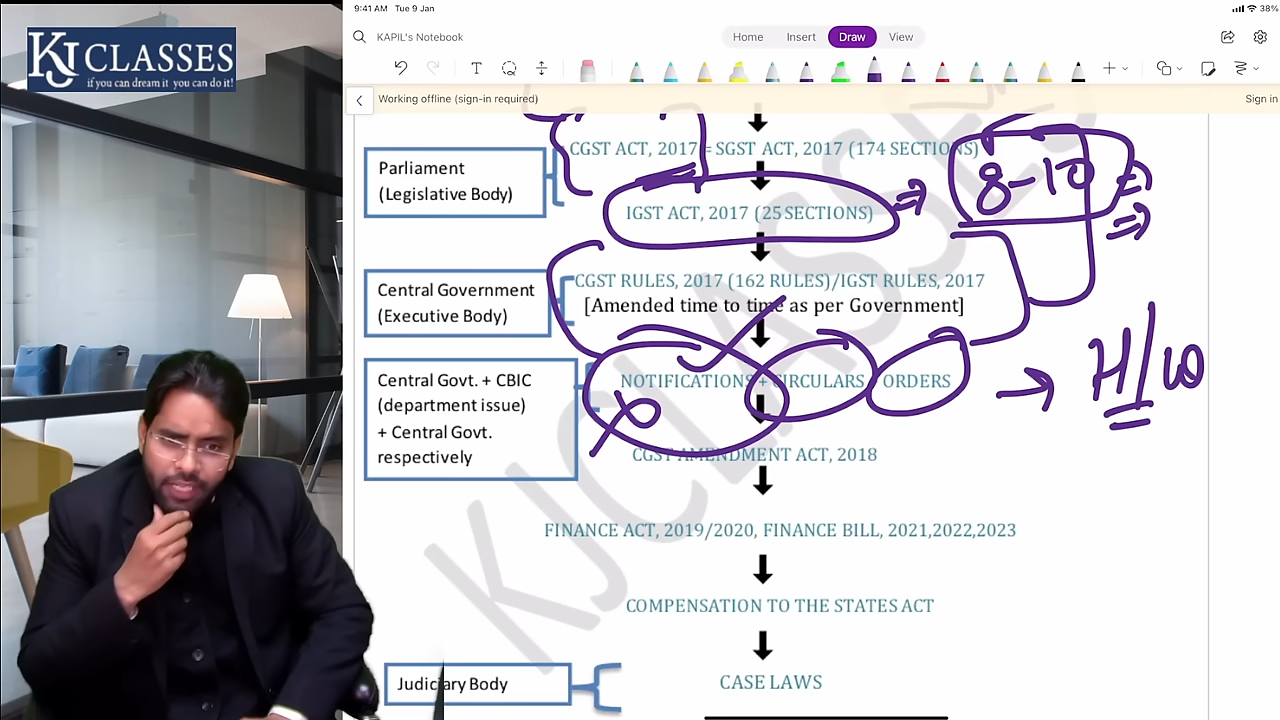 KJ CLASSES
if you can dream it you can do it!
9:41 AM Tue 9 Jan
38%
KAPIL's Notebook
Home Insert Draw View
T
Working offline (sign-in required)
Sign in
CGST ACT, 2017 = SGST ACT, 2017 (174 SECTIONS)
Parliament
(Legislative Body)
8-10
IGST ACT, 2017 (25 SECTIONS)
Central Government
(Executive Body)
CGST RULES, 2017 (162 RULES)/IGST RULES, 2017
[Amended time to time as per Government]
Central Govt. + CBIC
(department issue)
+ Central Govt.
respectively
NOTIFICATIONS + CIRCULARS / ORDERS
H/W
CGST AMENDMENT ACT, 2018
FINANCE ACT, 2019/2020, FINANCE BILL, 2021,2022,2023
COMPENSATION TO THE STATES ACT
Judiciary Body
CASE LAWS
KJ CLASSES